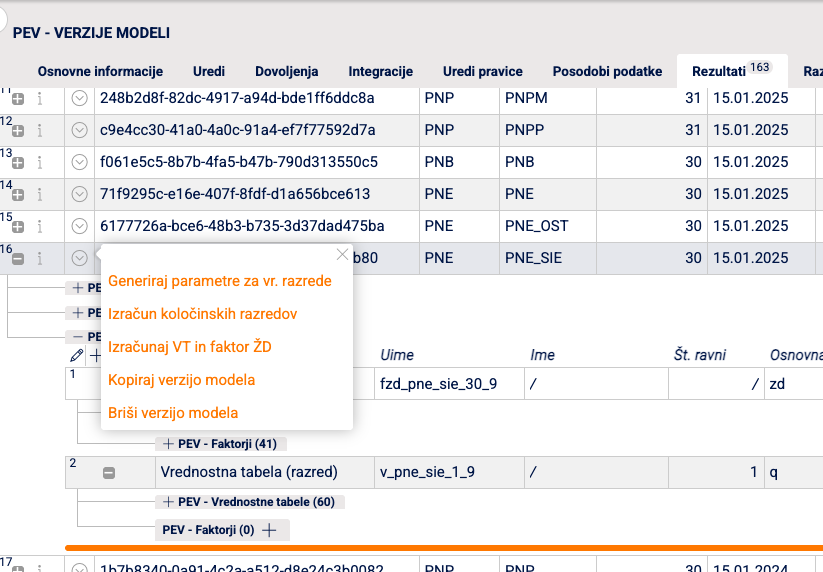 PEV - VERZIJE MODELI
Osnovne informacije Uredi Dovoljenja Integracije Uredi pravice Posodobi podatke Rezultati 163 Raz
11 248b2d8f-82dc-4917-a94d-bde1ff6ddc8a PNP PNPM 31 15.01.2025
12 c9e4cc30-41a0-4a0c-91a4-ef7f77592d7a PNP PNPP 31 15.01.2025
13 f061e5c5-8b7b-4fa5-b47b-790d313550c5 PNB PNB 30 15.01.2025
14 71f9295c-e16e-407f-8fdf-d1a656bce613 PNE PNE 30 15.01.2025
15 6177726a-bce6-48b3-b735-3d37dad475ba PNE PNE_OST 30 15.01.2025
16 b80 PNE PNE_SIE 30 15.01.2025
Generiraj parametre za vr. razrede
Izračun koločinskih razredov
Izračunaj VT in faktor ŽD
Kopiraj verzijo modela
Briši verzijo modela
+ PE
+ PE
− PE
Uime Ime Št. ravni Osnovna
1 fzd_pne_sie_30_9 / / zd
+ PEV - Faktorji (41)
2 Vrednostna tabela (razred) v_pne_sie_1_9 / 1 q
+ PEV - Vrednostne tabele (60)
PEV - Faktorji (0) +
17 1b7b8340-0a91-4c2a-a512-d8e24c3b0082 PNP PNP 30 15.01.2024